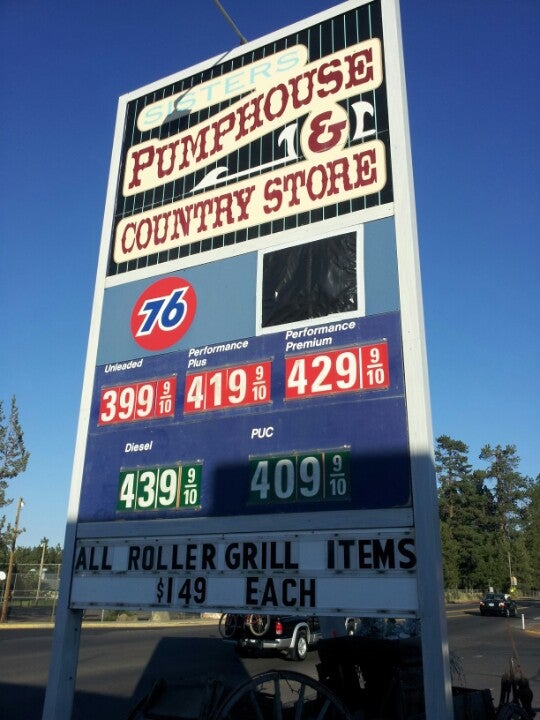 SISTERS
PUMPHOUSE
&
COUNTRY STORE
76
Unleaded
Performance Plus
Performance Premium
399 9/10
419 9/10
429 9/10
Diesel
PUC
439 9/10
409 9/10
ALL ROLLER GRILL ITEMS
$149 EACH